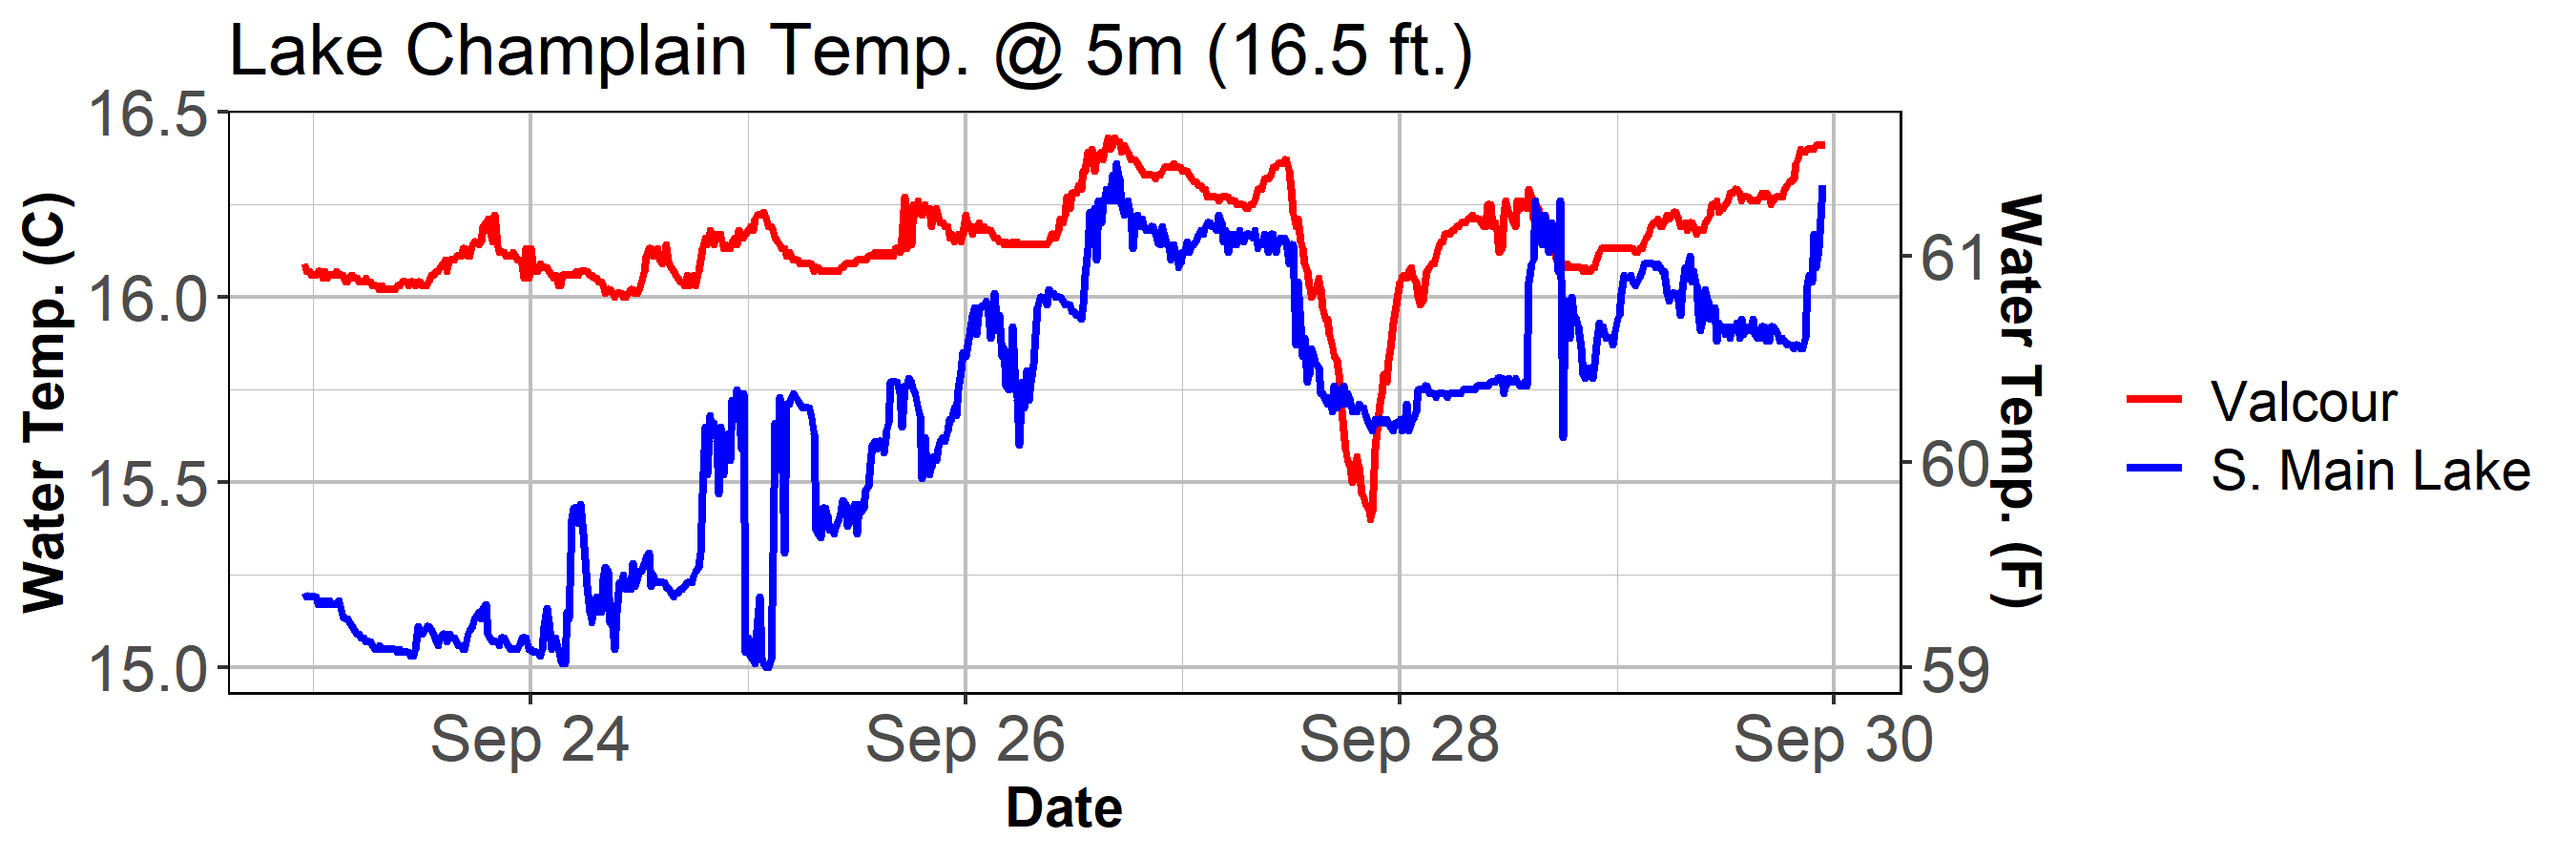 Lake Champlain Temp. @ 5m (16.5 ft.)
Water Temp. (C)
16.5
16.0
15.5
15.0
61
60
59
Water Temp. (F)
Sep 24
Sep 26
Sep 28
Sep 30
Date
Valcour
S. Main Lake